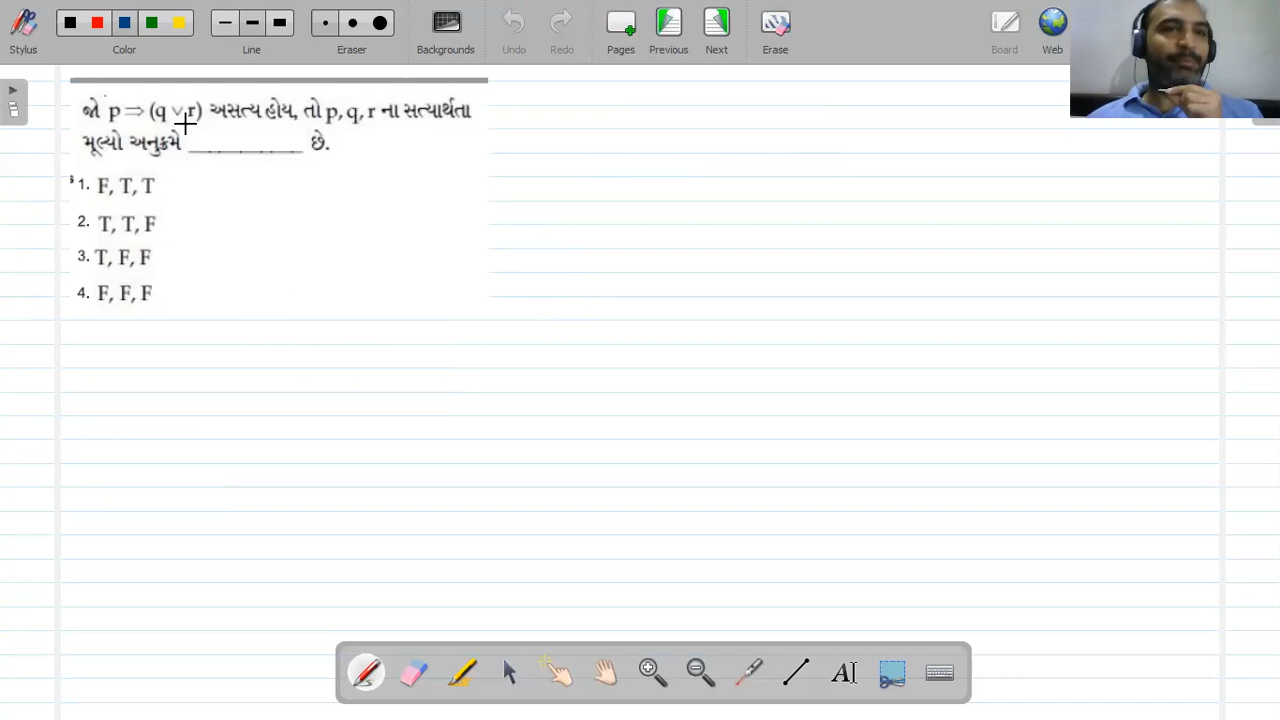 Stylus
Color
Line
Eraser
Backgrounds
Undo
Redo
Pages
Previous
Next
Erase
Board
Web
જો p ⇒ (q ∨ r) અસત્ય હોય, તો p, q, r ના સત્યાર્થતા
મૂલ્યો અનુક્રમે ____________ છે.
1. F, T, T
2. T, T, F
3. T, F, F
4. F, F, F